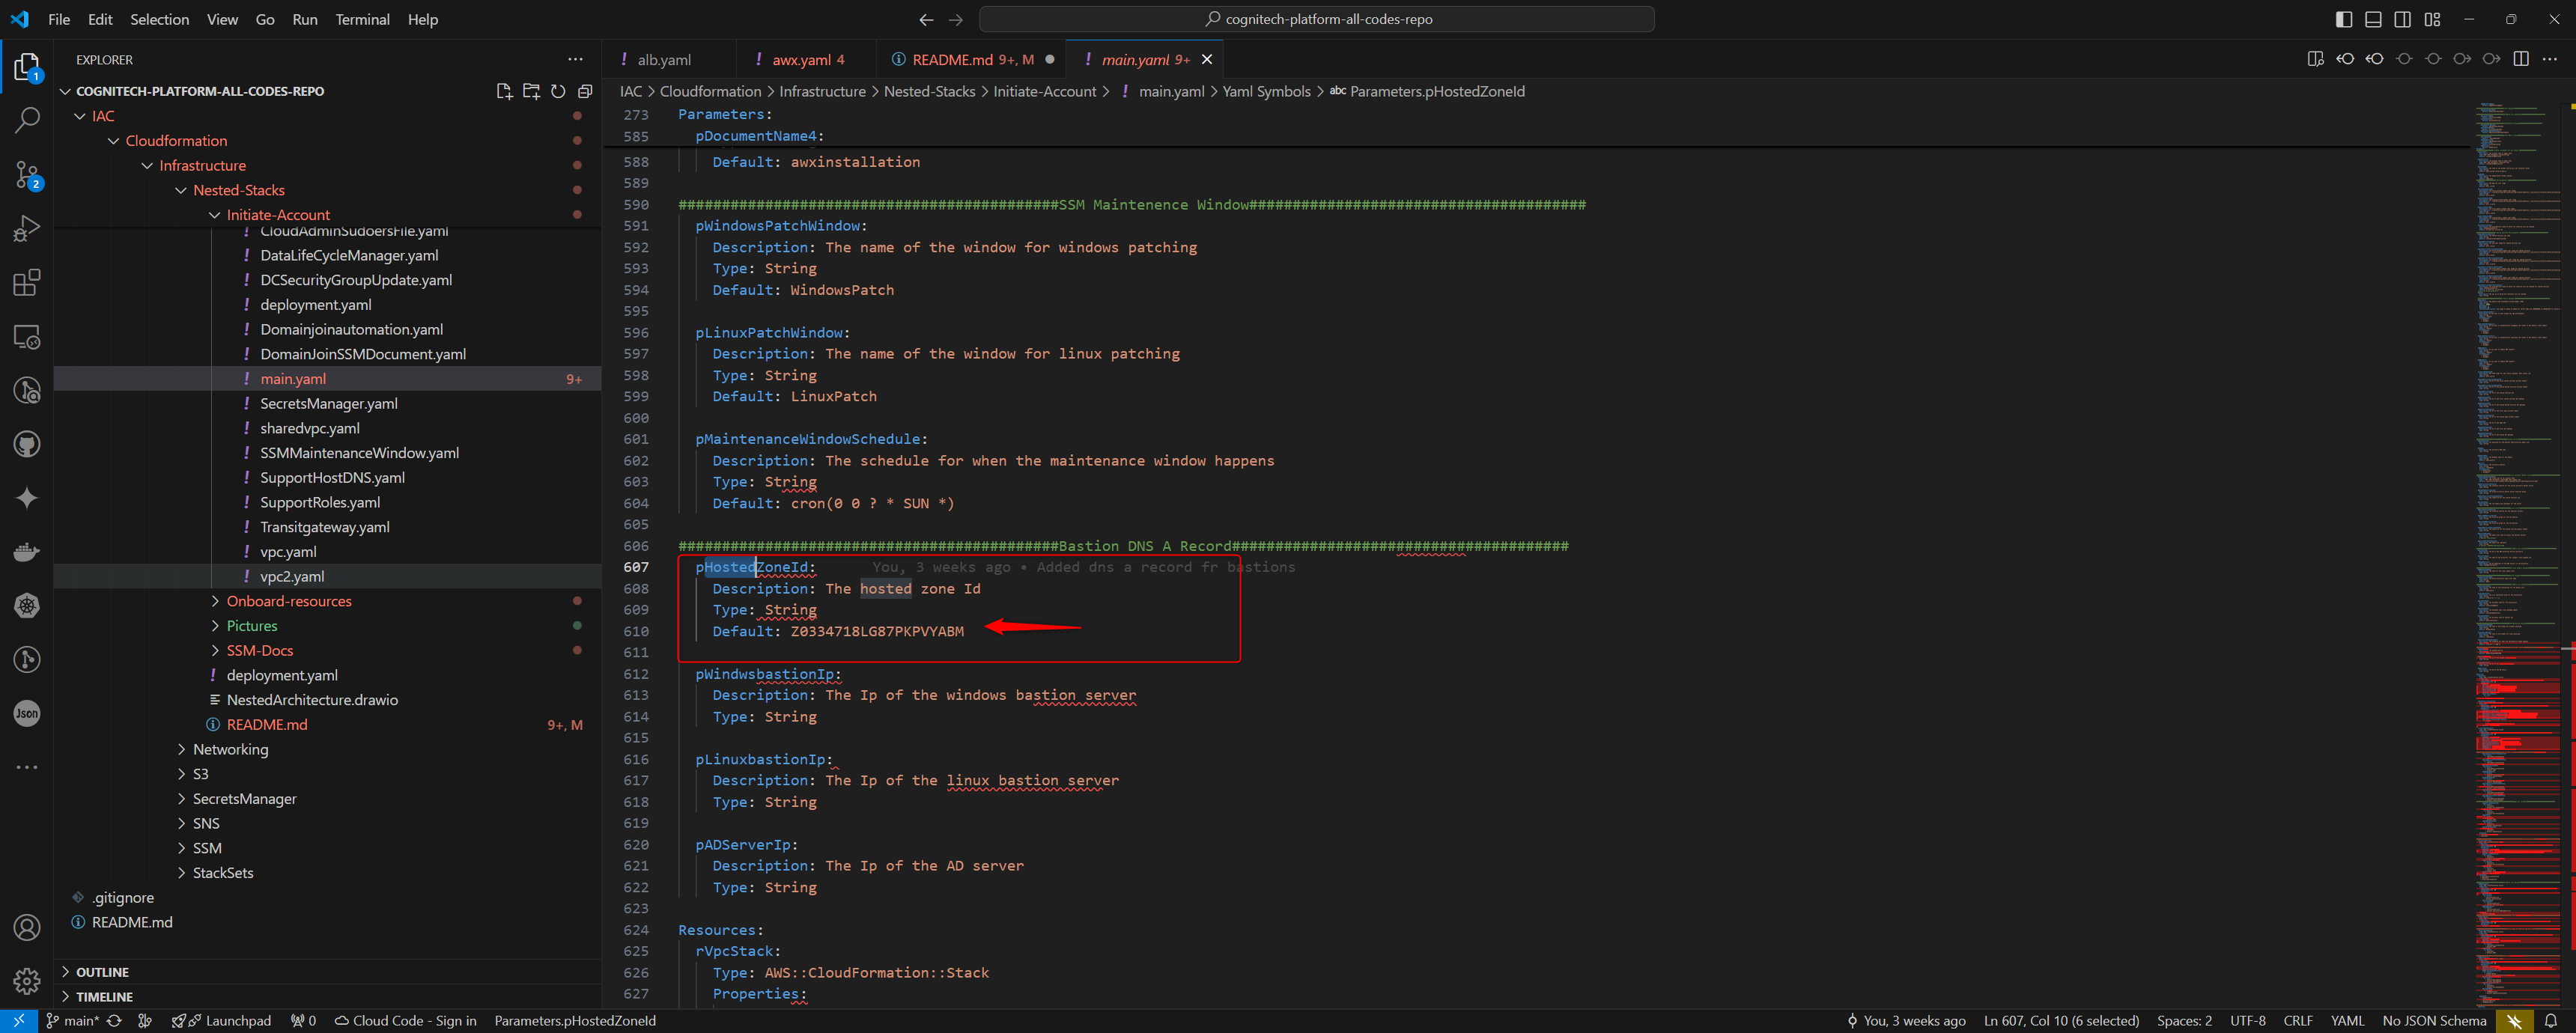 File Edit Selection View Go Run Terminal Help
cognitech-platform-all-codes-repo
EXPLORER
alb.yaml
awx.yaml 4
README.md 9+, M
main.yaml 9+
COGNITECH-PLATFORM-ALL-CODES-REPO
IAC > Cloudformation > Infrastructure > Nested-Stacks > Initiate-Account > ! main.yaml > Yaml Symbols > abc Parameters.pHostedZoneId
1
2
IAC
Cloudformation
Infrastructure
Nested-Stacks
Initiate-Account
CloudAdminSudoersFile.yaml
DataLifeCycleManager.yaml
DCSecurityGroupUpdate.yaml
deployment.yaml
Domainjoinautomation.yaml
DomainJoinSSMDocument.yaml
main.yaml 9+
SecretsManager.yaml
sharedvpc.yaml
SSMMaintenanceWindow.yaml
SupportHostDNS.yaml
SupportRoles.yaml
Transitgateway.yaml
vpc.yaml
vpc2.yaml
Onboard-resources
Pictures
SSM-Docs
deployment.yaml
NestedArchitecture.drawio
README.md 9+, M
Networking
S3
SecretsManager
SNS
SSM
StackSets
.gitignore
README.md
OUTLINE
TIMELINE
Json
273 Parameters:
585 pDocumentName4:
588 Default: awxinstallation
589
590 ############################################SSM Maintenence Window#######################################
591 pWindowsPatchWindow:
592 Description: The name of the window for windows patching
593 Type: String
594 Default: WindowsPatch
595
596 pLinuxPatchWindow:
597 Description: The name of the window for linux patching
598 Type: String
599 Default: LinuxPatch
600
601 pMaintenanceWindowSchedule:
602 Description: The schedule for when the maintenance window happens
603 Type: String
604 Default: cron(0 0 ? * SUN *)
605
606 ############################################Bastion DNS A Record#######################################
607 pHostedZoneId: You, 3 weeks ago • Added dns a record fr bastions
608 Description: The hosted zone Id
609 Type: String
610 Default: Z0334718LG87PKPVYABM
611
612 pWindwsbastionIp:
613 Description: The Ip of the windows bastion server
614 Type: String
615
616 pLinuxbastionIp:
617 Description: The Ip of the linux bastion server
618 Type: String
619
620 pADServerIp:
621 Description: The Ip of the AD server
622 Type: String
623
624 Resources:
625 rVpcStack:
626 Type: AWS::CloudFormation::Stack
627 Properties:
main* Launchpad 0 Cloud Code - Sign in Parameters.pHostedZoneId You, 3 weeks ago Ln 607, Col 10 (6 selected) Spaces: 2 UTF-8 CRLF YAML No JSON Schema